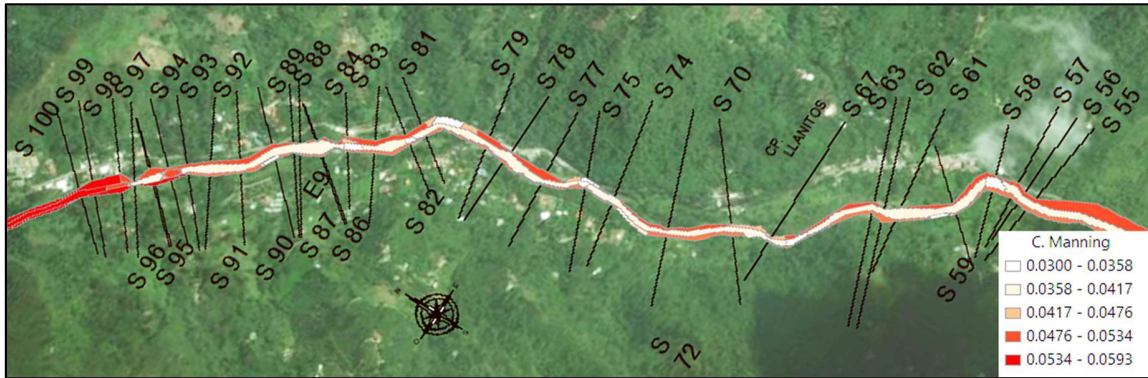 S 100
S 99
S 98
S 97
S 94
S 93
S 92
S 89
S 88
S 84
S 83
S 81
S 79
S 78
S 77
S 75
S 74
S 70
CP.
LLANITOS
S 67
S 63
S 62
S 61
S 58
S 57
S 56
S 55
S 96
S 95
S 91
S 90
E9
S 87
S 86
S 82
S 72
S 59
C. Manning
0.0300 - 0.0358
0.0358 - 0.0417
0.0417 - 0.0476
0.0476 - 0.0534
0.0534 - 0.0593